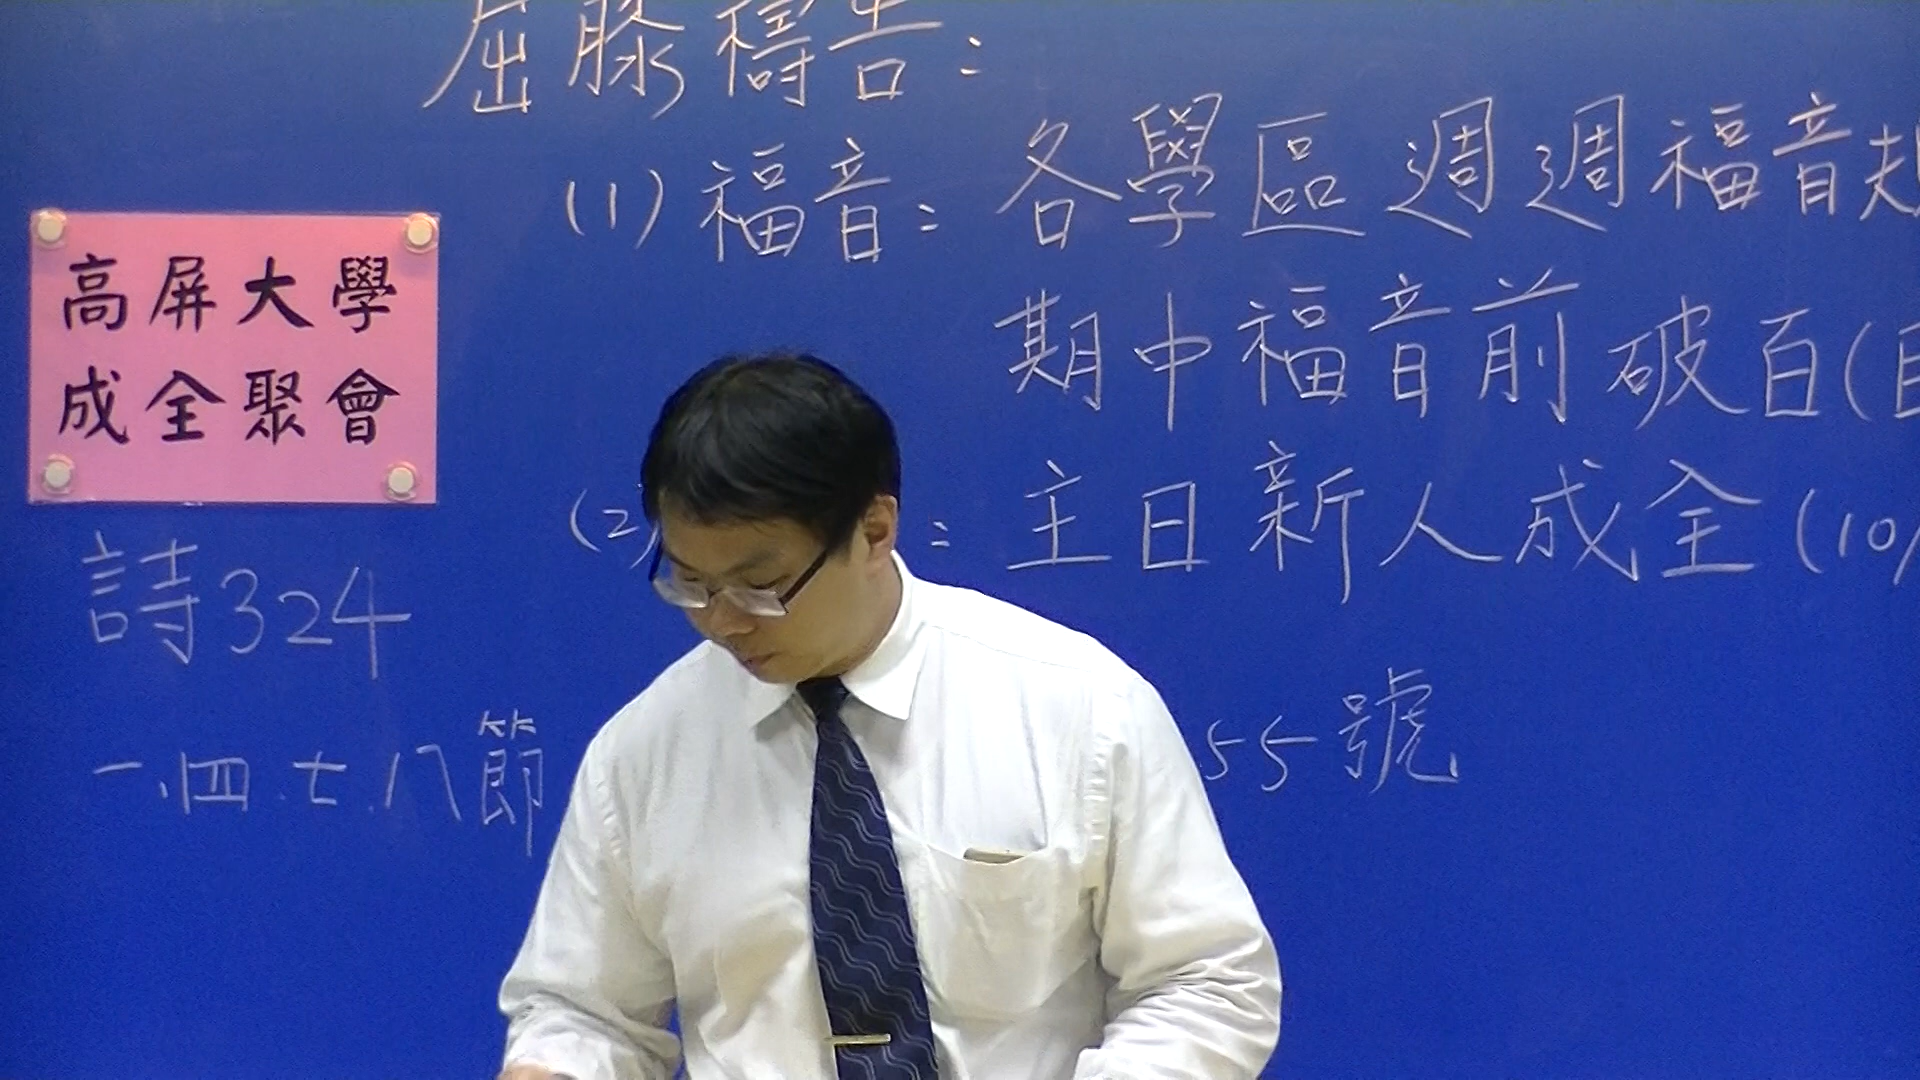 屈膝禱告:
(1) 福音: 各學區週週福音
期中福音前破百(
(2) : 主日新人成全(10/
55號
高屏大學
成全聚會
詩324
一.四.七.八節